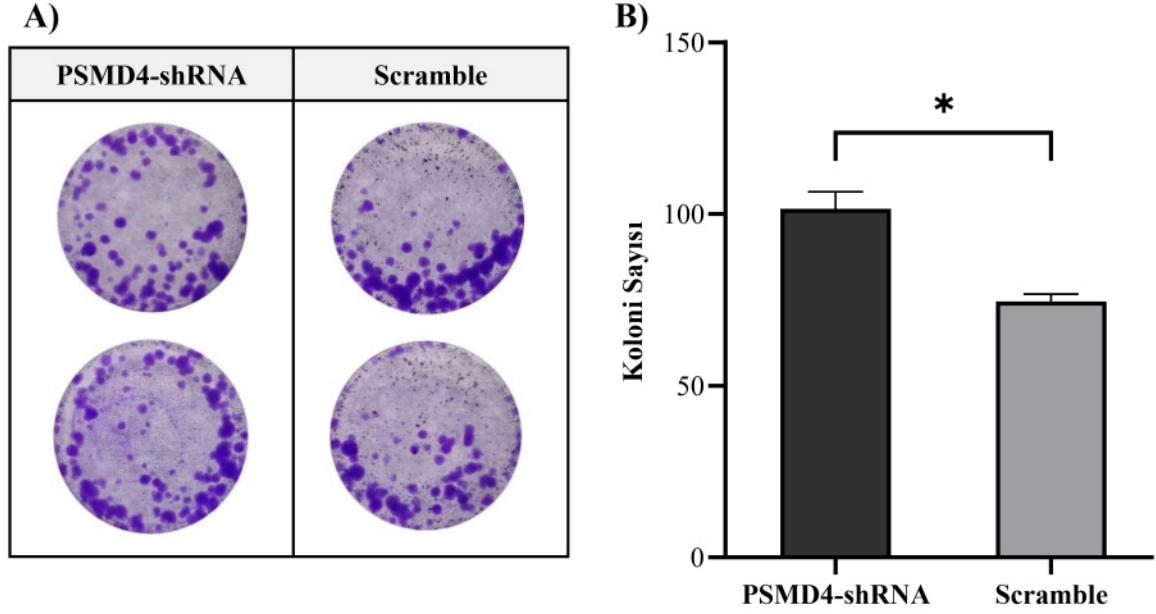 A)
PSMD4-shRNA
Scramble
B)
150
100
50
0
Koloni Sayısı
*
PSMD4-shRNA
Scramble